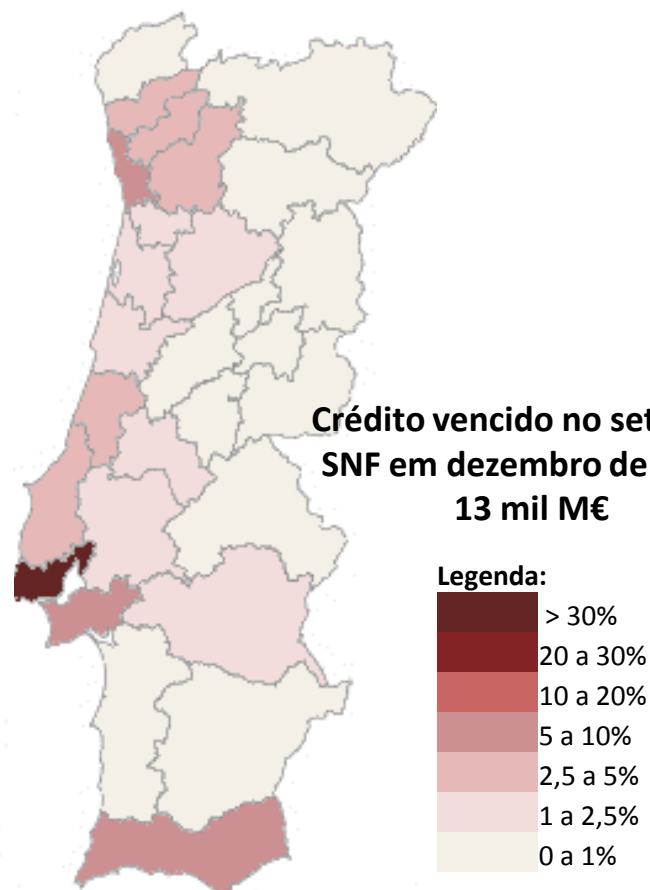 Crédito vencido no set
SNF em dezembro de
13 mil M€
Legenda:
> 30%
20 a 30%
10 a 20%
5 a 10%
2,5 a 5%
1 a 2,5%
0 a 1%